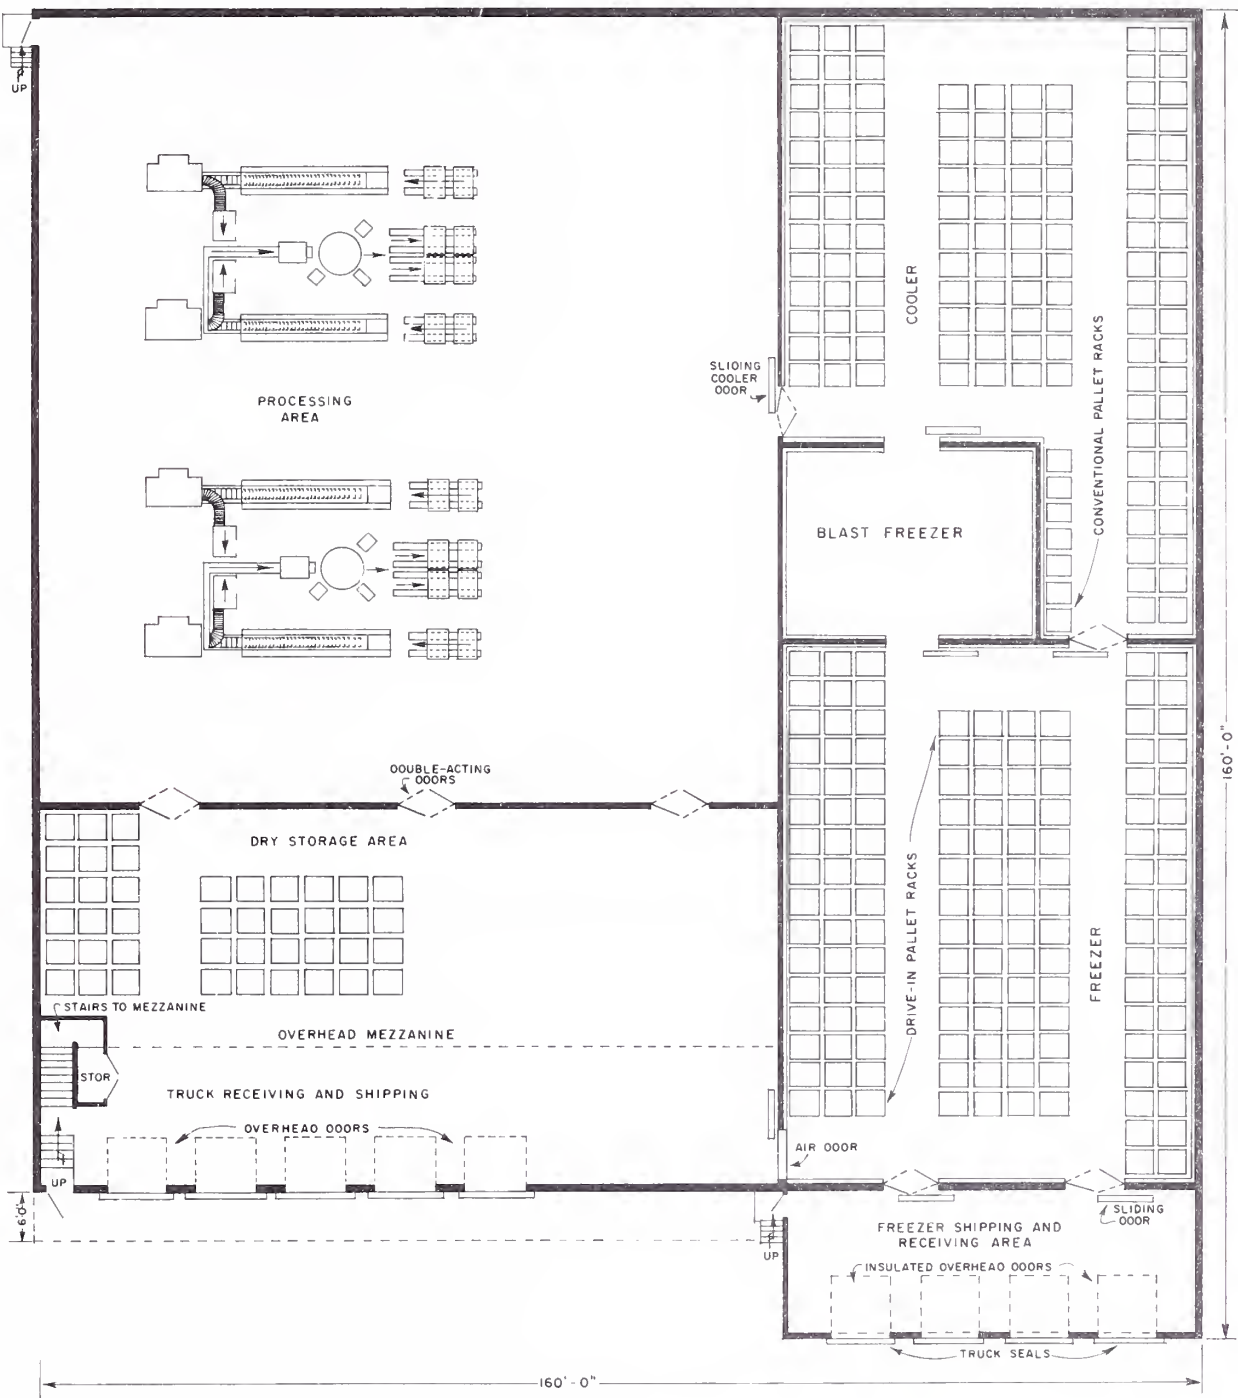 UP
SLIDING
COOLER
DOOR
COOLER
CONVENTIONAL PALLET RACKS
PROCESSING
AREA
BLAST FREEZER
160'-0"
DOUBLE-ACTING
DOORS
DRY STORAGE AREA
DRIVE-IN PALLET RACKS
FREEZER
STAIRS TO MEZZANINE
OVERHEAD MEZZANINE
STOR
TRUCK RECEIVING AND SHIPPING
OVERHEAD DOORS
AIR DOOR
UP
6'0"
SLIDING
DOOR
FREEZER SHIPPING AND
RECEIVING AREA
UP
INSULATED OVERHEAD DOORS
TRUCK SEALS
160'-0"